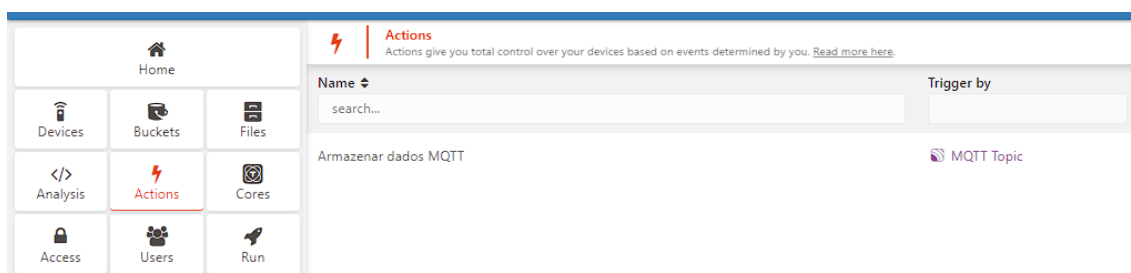 Home
Devices
Buckets
Files
</>
Analysis
Actions
Cores
Access
Users
Run
Actions
Actions give you total control over your devices based on events determined by you. Read more here.
Name
Trigger by
search...
Armazenar dados MQTT
MQTT Topic